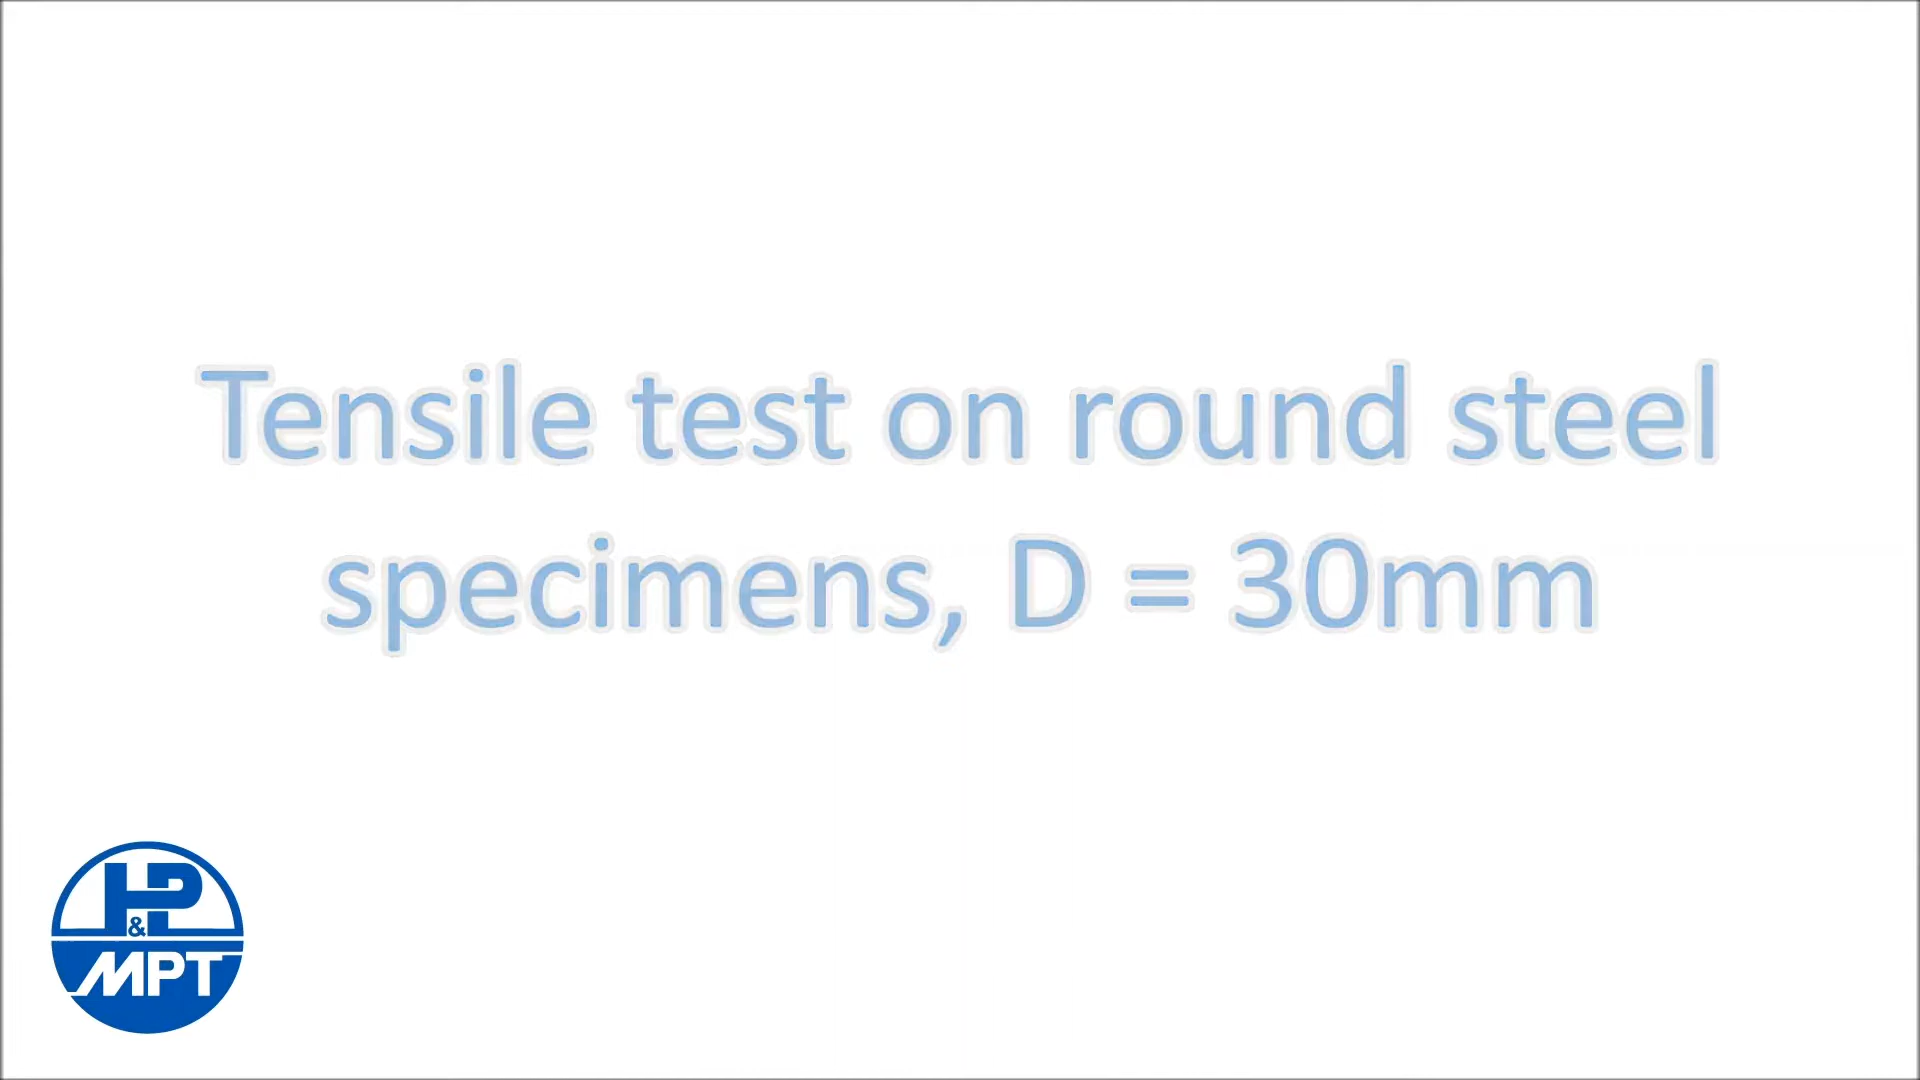 Tensile test on round steel
specimens, D = 30mm
H&P
MPT